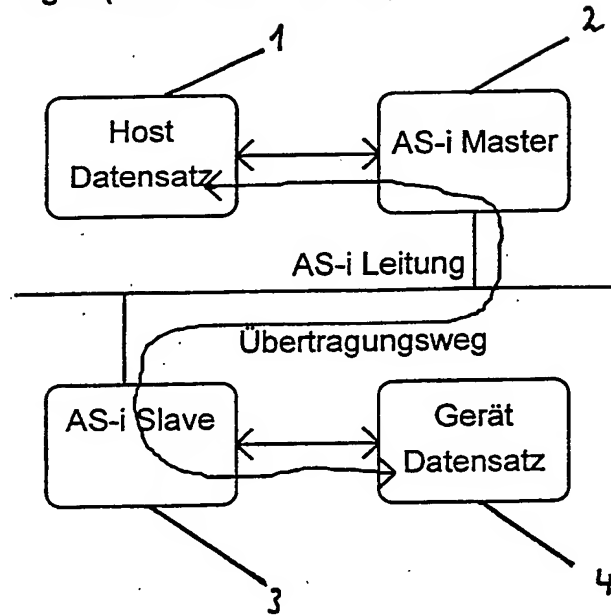 1
2
Host
Datensatz
AS-i Master
AS-i Leitung
Übertragungsweg
AS-i Slave
Gerät
Datensatz
3
4